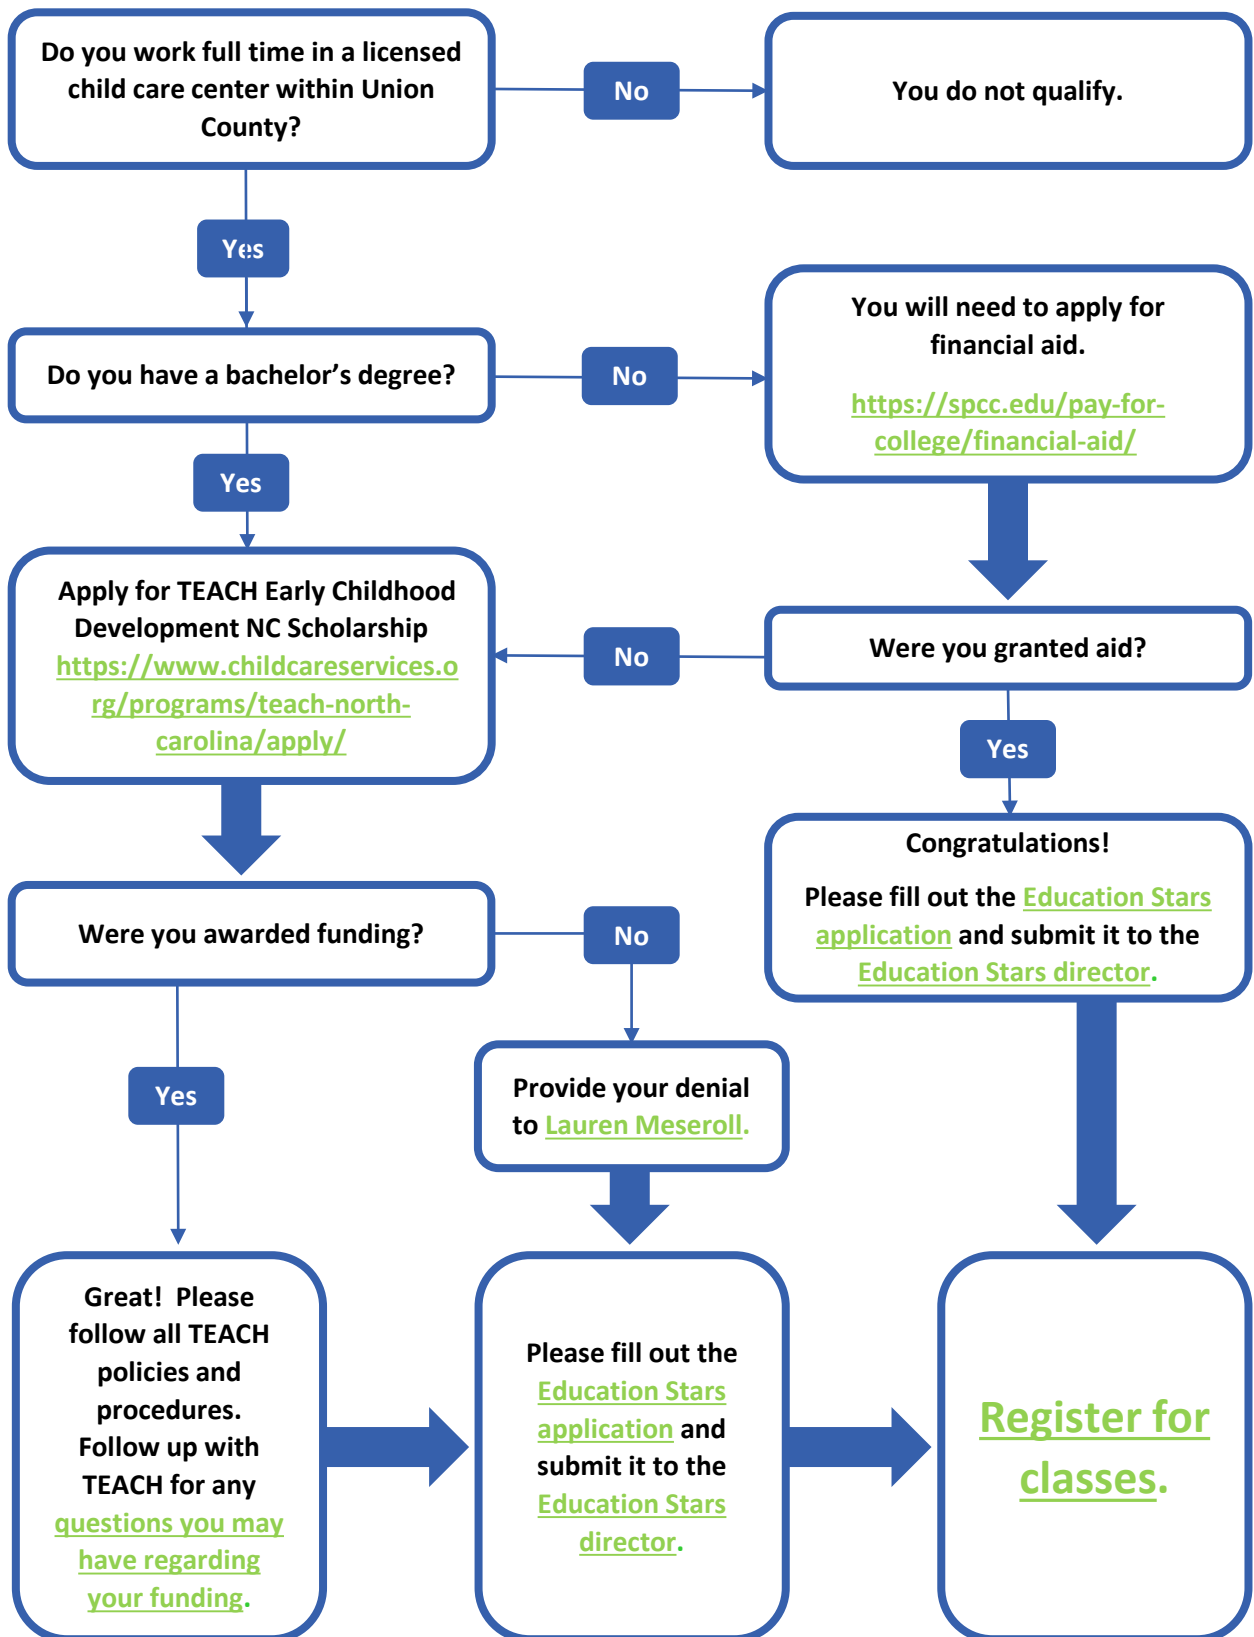 Do you work full time in a licensed
child care center within Union
County?
No
You do not qualify.
Yes
Do you have a bachelor’s degree?
No
You will need to apply for
financial aid.
https://spcc.edu/pay-for-
college/financial-aid/
Yes
Apply for TEACH Early Childhood
Development NC Scholarship
https://www.childcareservices.o
rg/programs/teach-north-
carolina/apply/
No
Were you granted aid?
Yes
Congratulations!
Please fill out the Education Stars
application and submit it to the
Education Stars director.
Were you awarded funding?
No
Provide your denial
to Lauren Meseroll.
Yes
Great!  Please
follow all TEACH
policies and
procedures.
Follow up with
TEACH for any
questions you may
have regarding
your funding.
Please fill out the
Education Stars
application and
submit it to the
Education Stars
director.
Register for
classes.